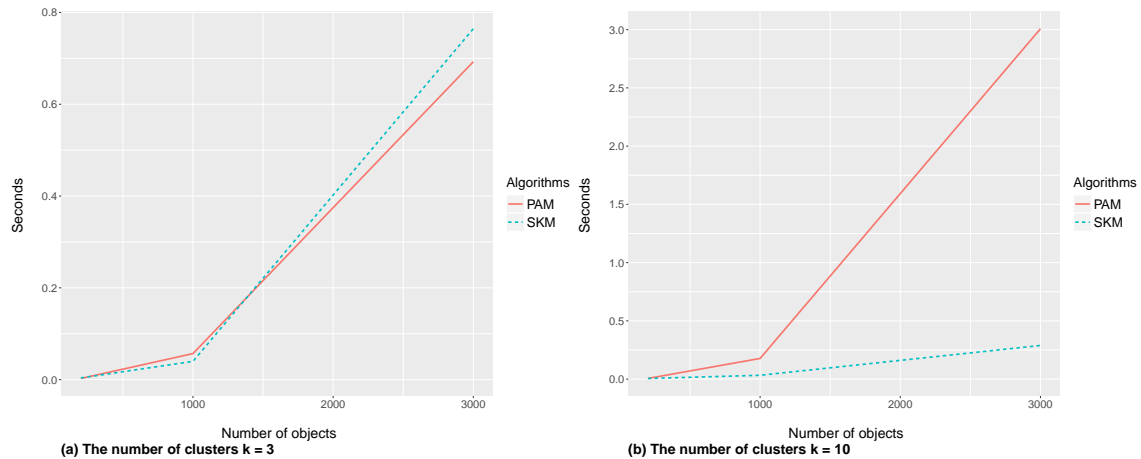 0.8
0.6
0.4
0.2
0.0
Seconds
1000 2000 3000
Number of objects
Algorithms
PAM
SKM
(a) The number of clusters k = 3
3.0
2.5
2.0
1.5
1.0
0.5
0.0
Seconds
1000 2000 3000
Number of objects
Algorithms
PAM
SKM
(b) The number of clusters k = 10